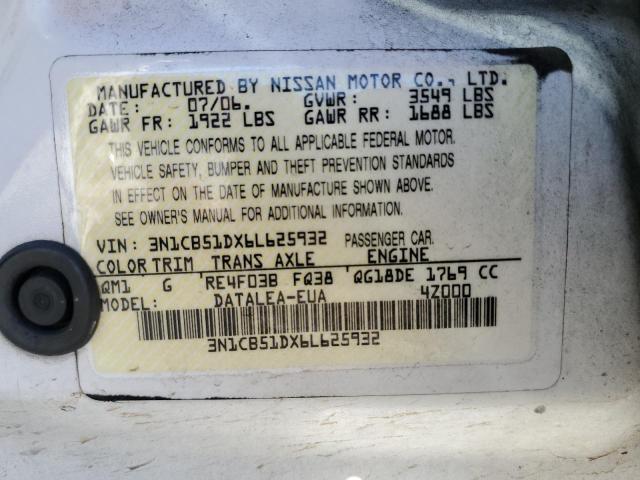 MANUFACTURED BY NISSAN MOTOR CO., LTD.
DATE: 07/06. GVWR: 3549 LBS
GAWR FR: 1922 LBS GAWR RR: 1688 LBS
THIS VEHICLE CONFORMS TO ALL APPLICABLE FEDERAL MOTOR
VEHICLE SAFETY, BUMPER AND THEFT PREVENTION STANDARDS
IN EFFECT ON THE DATE OF MANUFACTURE SHOWN ABOVE.
SEE OWNER'S MANUAL FOR ADDITIONAL INFORMATION.
VIN: 3N1CB51DX6L625932 PASSENGER CAR.
COLOR TRIM TRANS AXLE ENGINE
QM1 G RE4F03B FQ38 QG18DE 1769 CC
MODEL: DATALEA-EUA 4Z000
3N1CB51DX6L625932